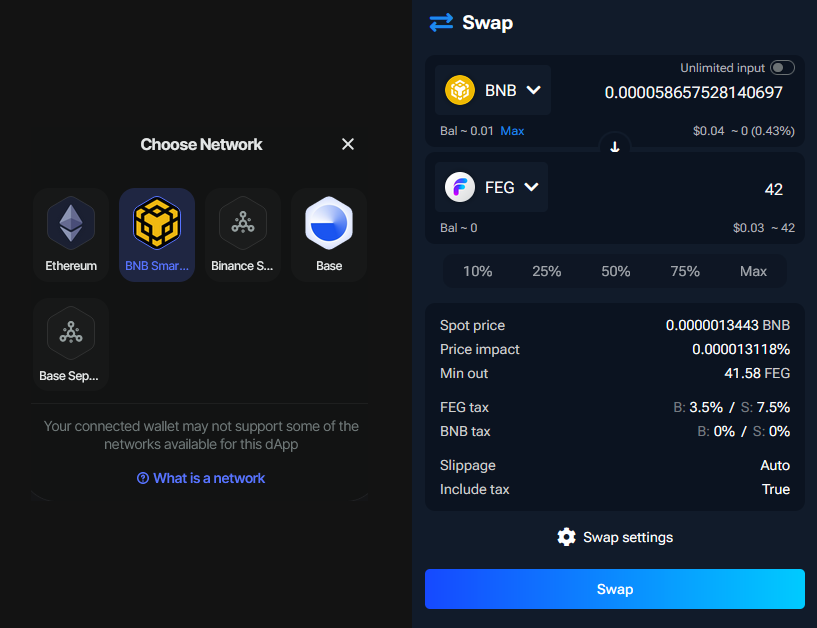 Choose Network
Ethereum
BNB Smar...
Binance S...
Base
Base Sep...
Your connected wallet may not support some of the
networks available for this dApp
What is a network
Swap
Unlimited input
BNB
0.000058657528140697
Bal ~ 0.01 Max
$0.04 ~ 0 (0.43%)
FEG
42
Bal ~ 0
$0.03 ~ 42
10% 25% 50% 75% Max
Spot price 0.0000013443 BNB
Price impact 0.000013118%
Min out 41.58 FEG
FEG tax B: 3.5% / S: 7.5%
BNB tax B: 0% / S: 0%
Slippage Auto
Include tax True
Swap settings
Swap